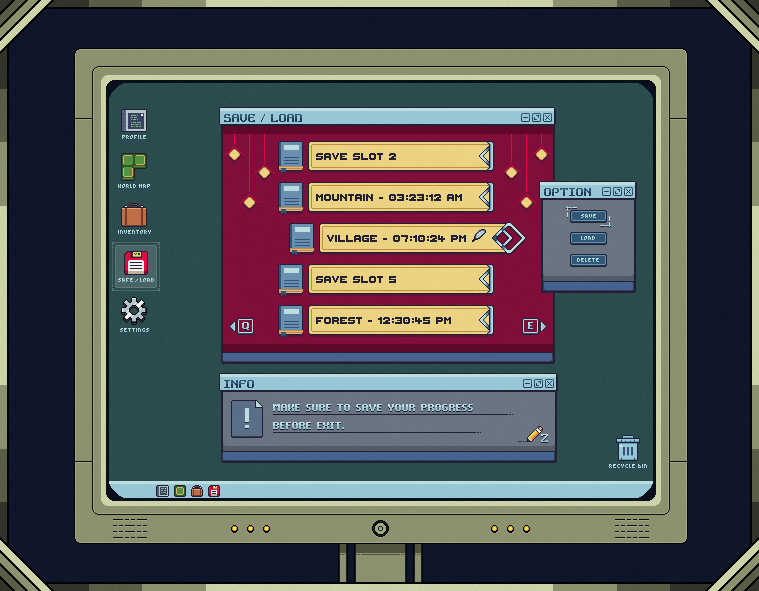 PROFILE
WORLD MAP
INVENTORY
SAFE/LOAD
SETTINGS
SAVE / LOAD
SAVE SLOT 2
MOUNTAIN - 03:23:12 AM
VILLAGE - 07:10:24 PM
SAVE SLOT 5
FOREST - 12:30:45 PM
Q
E
OPTION
SAVE
LOAD
DELETE
INFO
!
MAKE SURE TO SAVE YOUR PROGRESS
BEFORE EXIT.
Z
RECYCLE BIN